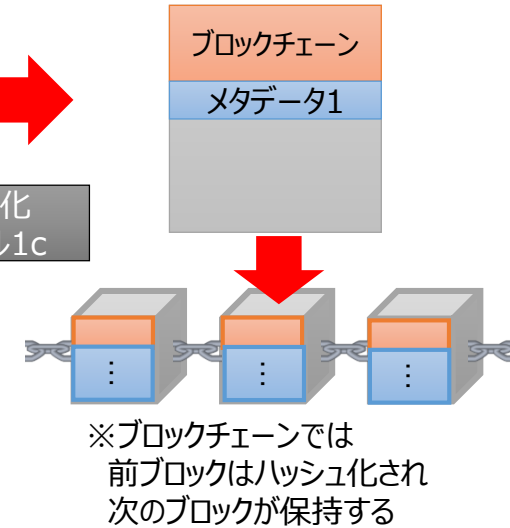 ブロックチェーン
メタデータ1
化
ル1c
⋮ ⋮ ⋮
※ブロックチェーンでは
前ブロックはハッシュ化され
次のブロックが保持する